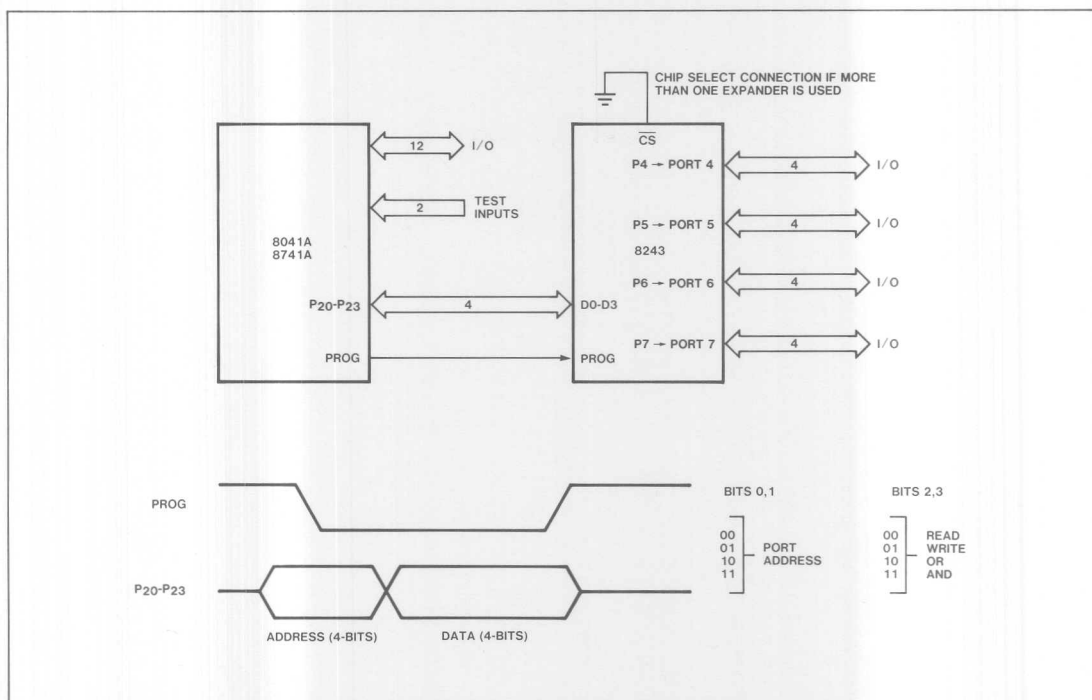 CHIP SELECT CONNECTION IF MORE
THAN ONE EXPANDER IS USED
CS
12 I/O
P4 → PORT 4
4 I/O
2 TEST
INPUTS
P5 → PORT 5
4 I/O
8041A
8741A
8243
P6 → PORT 6
4 I/O
P20-P23
4
D0-D3
P7 → PORT 7
4 I/O
PROG
PROG
PROG
BITS 0,1
BITS 2,3
00
01
10
11
PORT
ADDRESS
00 READ
01 WRITE
10 OR
11 AND
P20-P23
ADDRESS (4-BITS)
DATA (4-BITS)